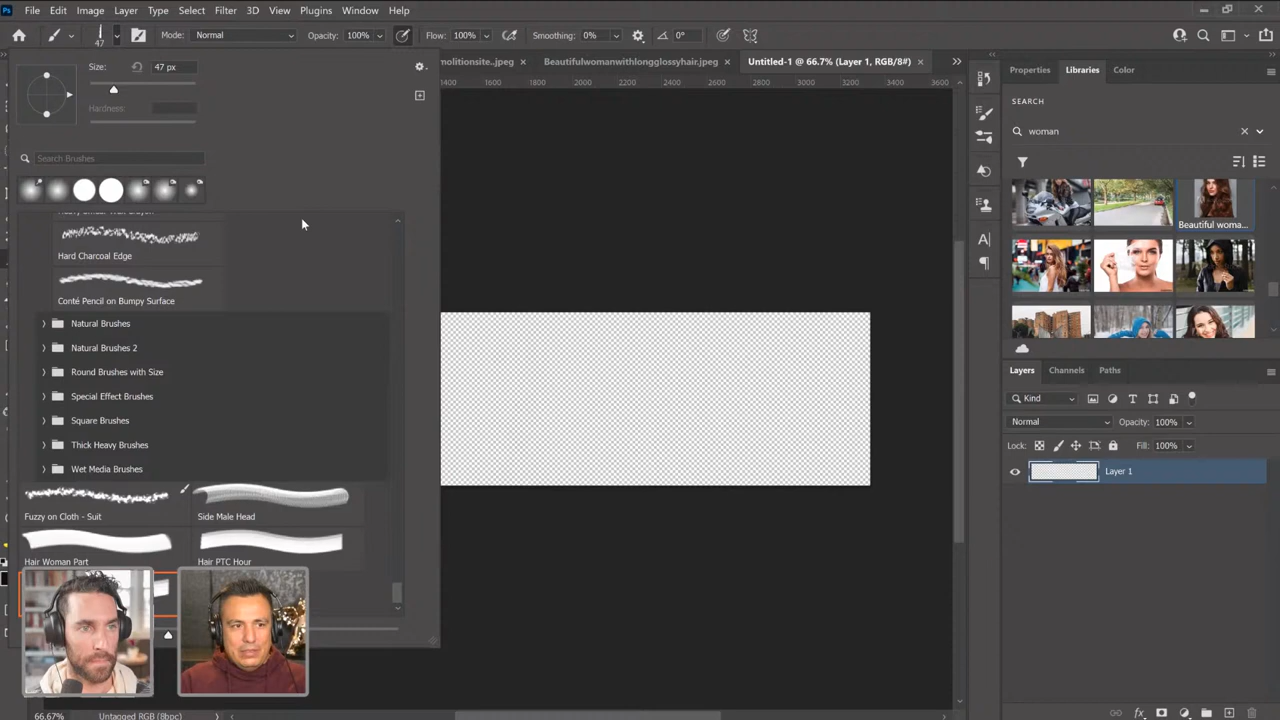 Ps File Edit Image Layer Type Select Filter 3D View Plugins Window Help
47 Mode: Normal Opacity: 100% Flow: 100% Smoothing: 0% 0°
molitionsite..jpeg Beautifulwomanwithlongglossyhair.jpeg Untitled-1 @ 66.7% (Layer 1, RGB/8#)
Size: 47 px
Hardness:
Search Brushes
Hard Charcoal Edge
Conté Pencil on Bumpy Surface
Natural Brushes
Natural Brushes 2
Round Brushes with Size
Special Effect Brushes
Square Brushes
Thick Heavy Brushes
Wet Media Brushes
Fuzzy on Cloth - Suit Side Male Head
Hair Woman Part Hair PTC Hour
1400 1600 1800 2000 2200 2400 2600 2800 3000 3200 3400 3600
Properties Libraries Color
SEARCH
woman
Beautiful woma...
Layers Channels Paths
Kind
Normal Opacity: 100%
Lock: Fill: 100%
Layer 1
66.67% Untagged RGB (8bpc)